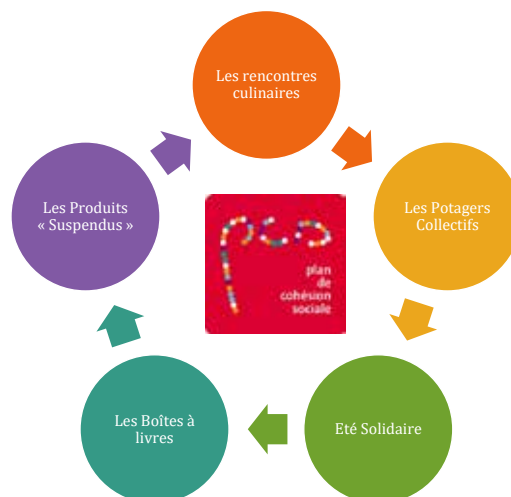 Les rencontres
culinaires
Les Potagers
Collectifs
Eté Solidaire
Les Boîtes à
livres
Les Produits
« Suspendus »
pcs
plan
de
cohésion
sociale